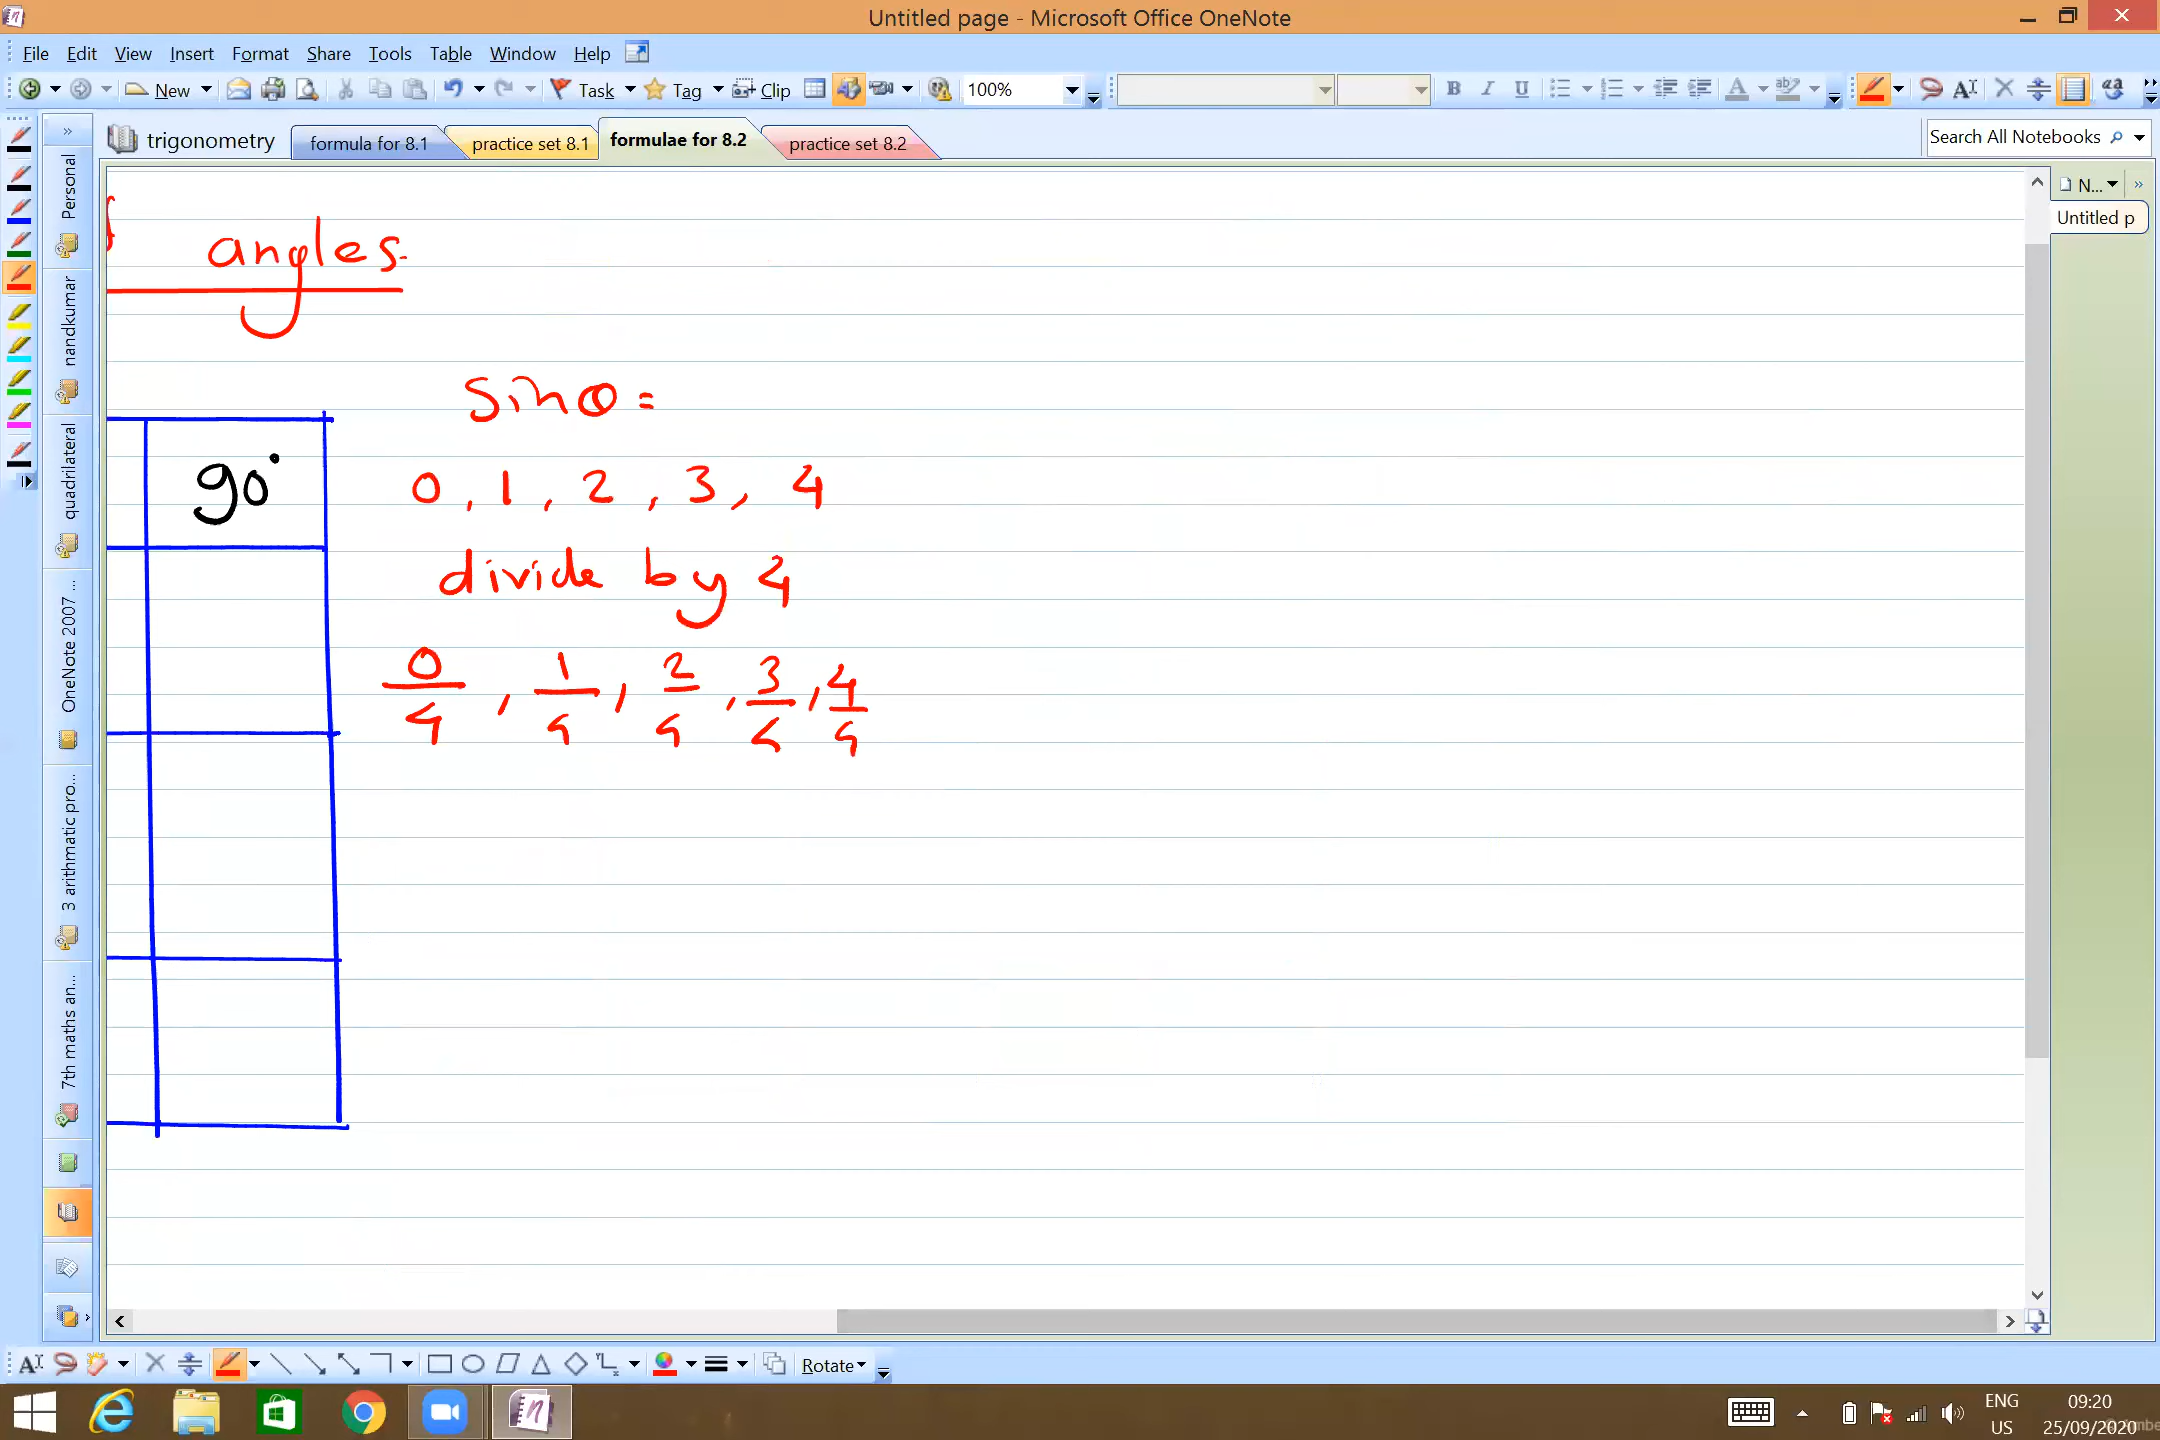 Untitled page - Microsoft Office OneNote
File Edit View Insert Format Share Tools Table Window Help
New Task Tag Clip 100% B I U A ab
trigonometry formula for 8.1 practice set 8.1 formulae for 8.2 practice set 8.2
Search All Notebooks
N...
Untitled p
Personal
nandkumar
quadrilateral
OneNote 2007 ...
3 arithmatic pro...
7th maths an...
angles.
sinθ =
90°
0, 1, 2, 3, 4
divide by 4
0/4, 1/4, 2/4, 3/4, 4/4
Rotate
ENG
US
09:20
25/09/2020